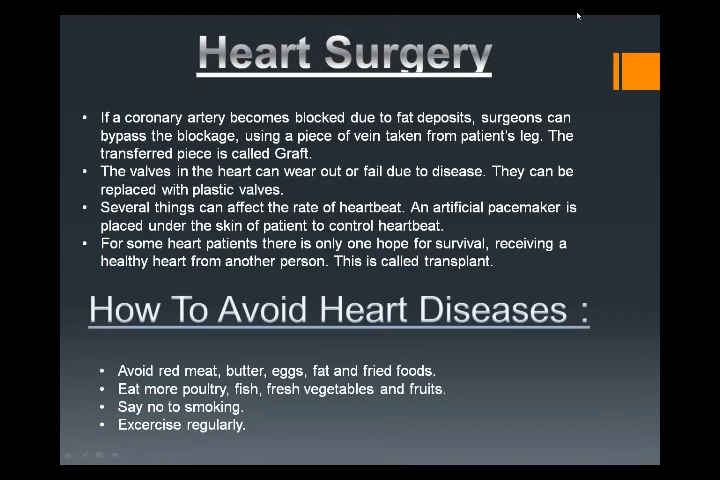 Heart Surgery
• If a coronary artery becomes blocked due to fat deposits, surgeons can
bypass the blockage, using a piece of vein taken from patient's leg. The
transferred piece is called Graft.
• The valves in the heart can wear out or fail due to disease. They can be
replaced with plastic valves.
• Several things can affect the rate of heartbeat. An artificial pacemaker is
placed under the skin of patient to control heartbeat.
• For some heart patients there is only one hope for survival, receiving a
healthy heart from another person. This is called transplant.
How To Avoid Heart Diseases :
• Avoid red meat, butter, eggs, fat and fried foods.
• Eat more poultry, fish, fresh vegetables and fruits.
• Say no to smoking.
• Excercise regularly.